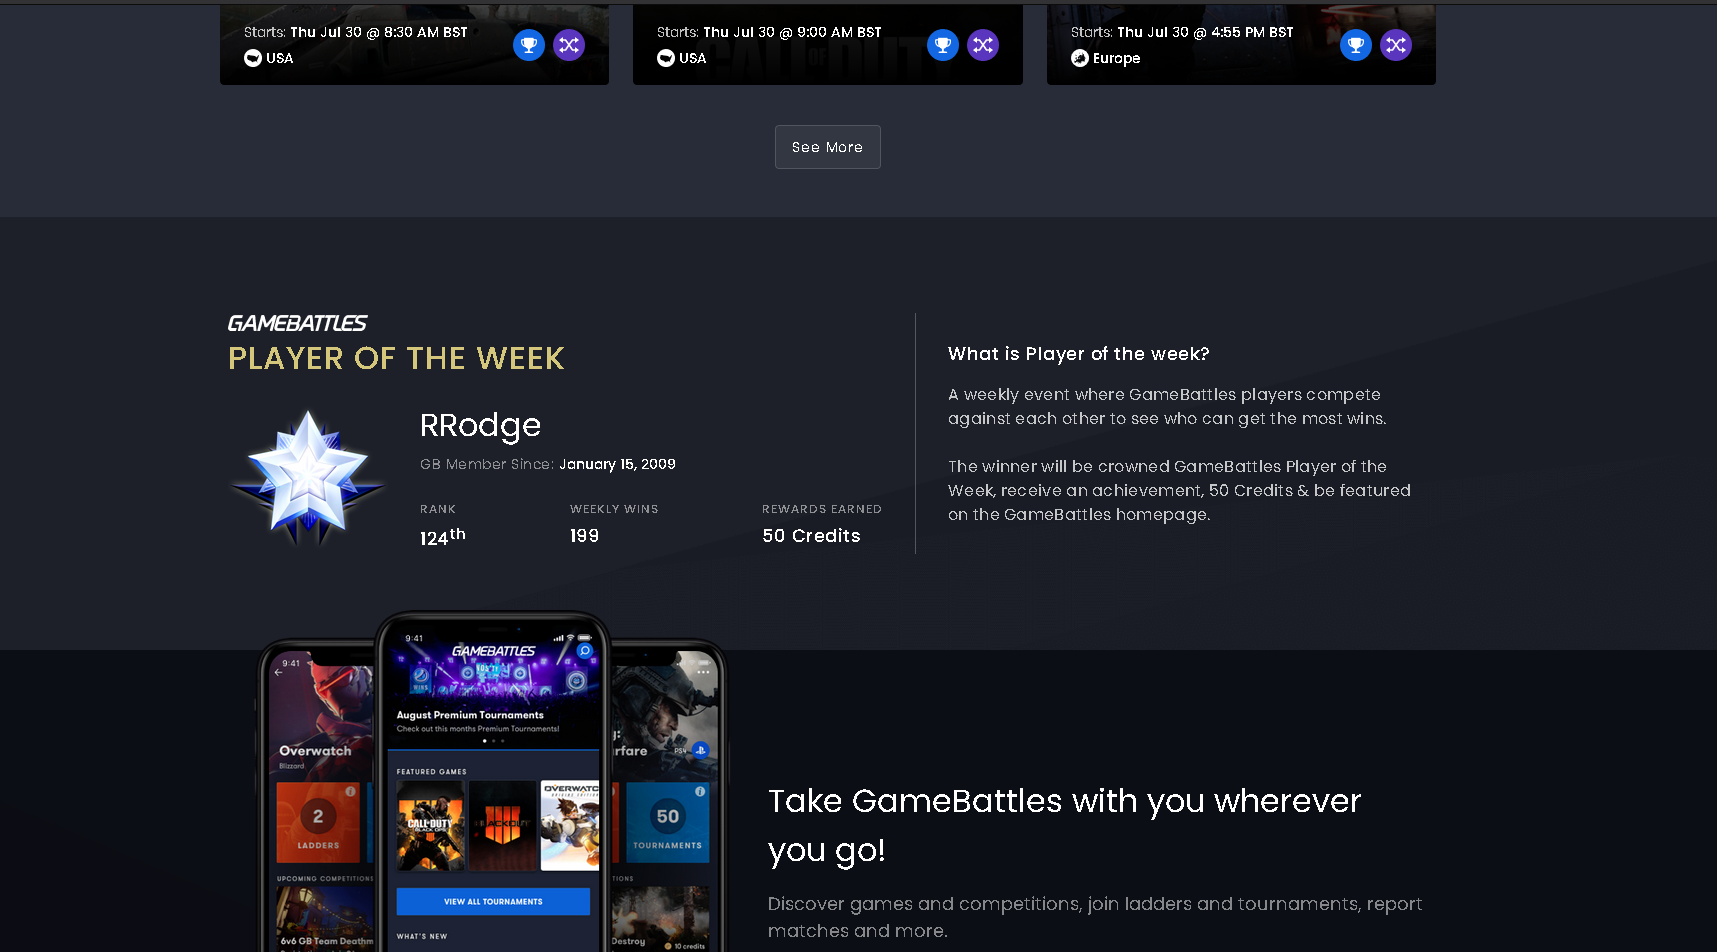 Starts: Thu Jul 30 @ 8:30 AM BST
USA
Starts: Thu Jul 30 @ 9:00 AM BST
USA
Starts: Thu Jul 30 @ 4:55 PM BST
Europe
See More
GAMEBATTLES
PLAYER OF THE WEEK
RRodge
GB Member Since: January 15, 2009
RANK
124th
WEEKLY WINS
199
REWARDS EARNED
50 Credits
What is Player of the week?
A weekly event where GameBattles players compete
against each other to see who can get the most wins.
The winner will be crowned GameBattles Player of the
Week, receive an achievement, 50 Credits & be featured
on the GameBattles homepage.
9:41
Overwatch
Blizzard
2
LADDERS
UPCOMING COMPETITIONS
6v6 GB Team Deathm
9:41
GAMEBATTLES
August Premium Tournaments
Check out this months Premium Tournaments!
FEATURED GAMES
CALL OF DUTY
BLACK OPS
OVERWATC
VIEW ALL TOURNAMENTS
WHAT'S NEW
rfare
PS4
50
TOURNAMENTS
TIONS
Destroy
10 credits
Take GameBattles with you wherever
you go!
Discover games and competitions, join ladders and tournaments, report
matches and more.